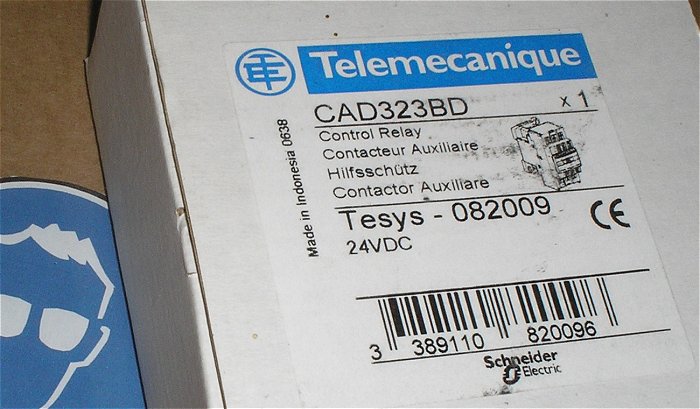 Telemecanique
CAD323BD x 1
Control Relay
Contacteur Auxiliaire
Hilfsschütz
Contactor Auxiliare
Tesys - 082009
24VDC
CE
Made in Indonesia 0638
3 389110 820096
Schneider
Electric